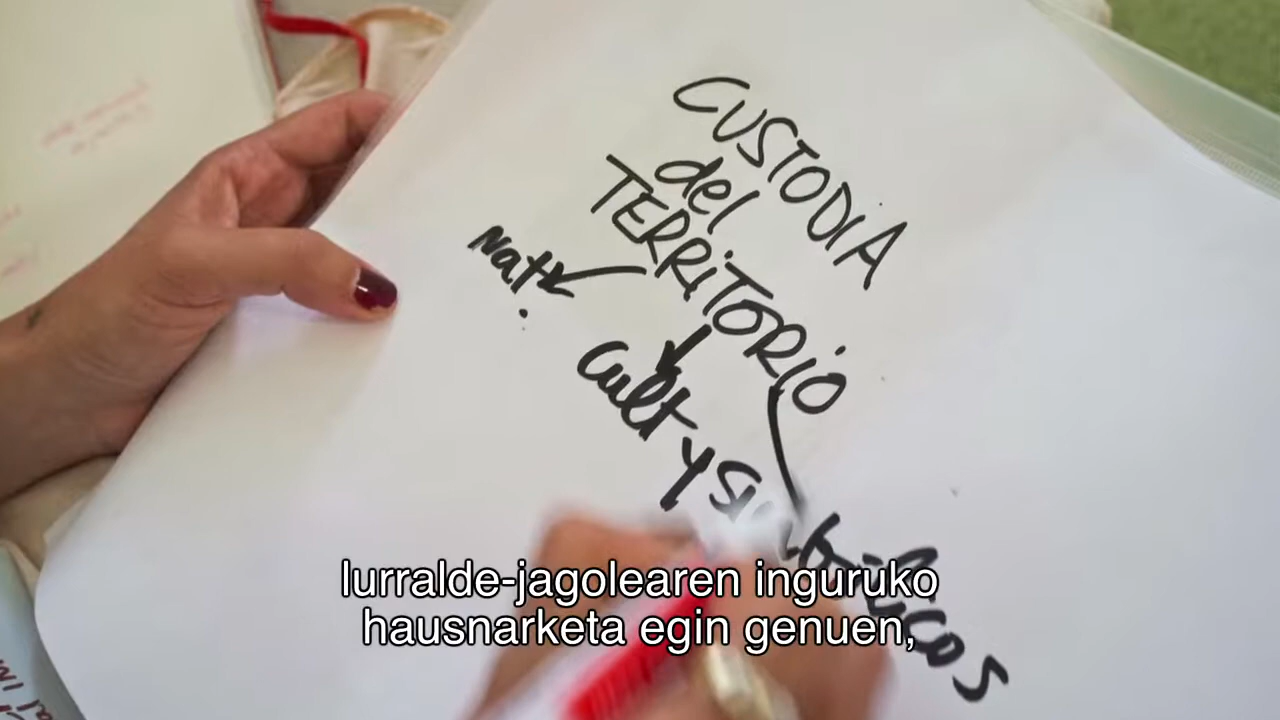 CUSTODIA
del
TERRITORIO
Nat.
Cult y
lurralde-jagolearen inguruko
hausnarketa egin genuen,